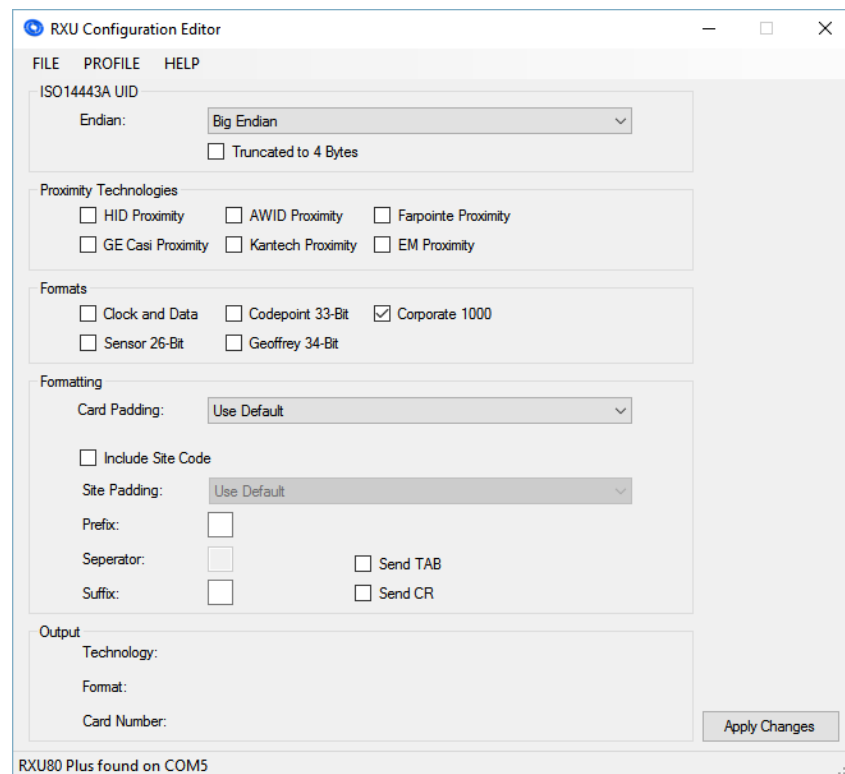 RXU Configuration Editor
FILE PROFILE HELP
ISO14443A UID
Endian: Big Endian
Truncated to 4 Bytes
Proximity Technologies
HID Proximity AWID Proximity Farpointe Proximity
GE Casi Proximity Kantech Proximity EM Proximity
Formats
Clock and Data Codepoint 33-Bit Corporate 1000
Sensor 26-Bit Geoffrey 34-Bit
Formatting
Card Padding: Use Default
Include Site Code
Site Padding: Use Default
Prefix:
Seperator: Send TAB
Suffix: Send CR
Output
Technology:
Format:
Card Number:
Apply Changes
RXU80 Plus found on COM5